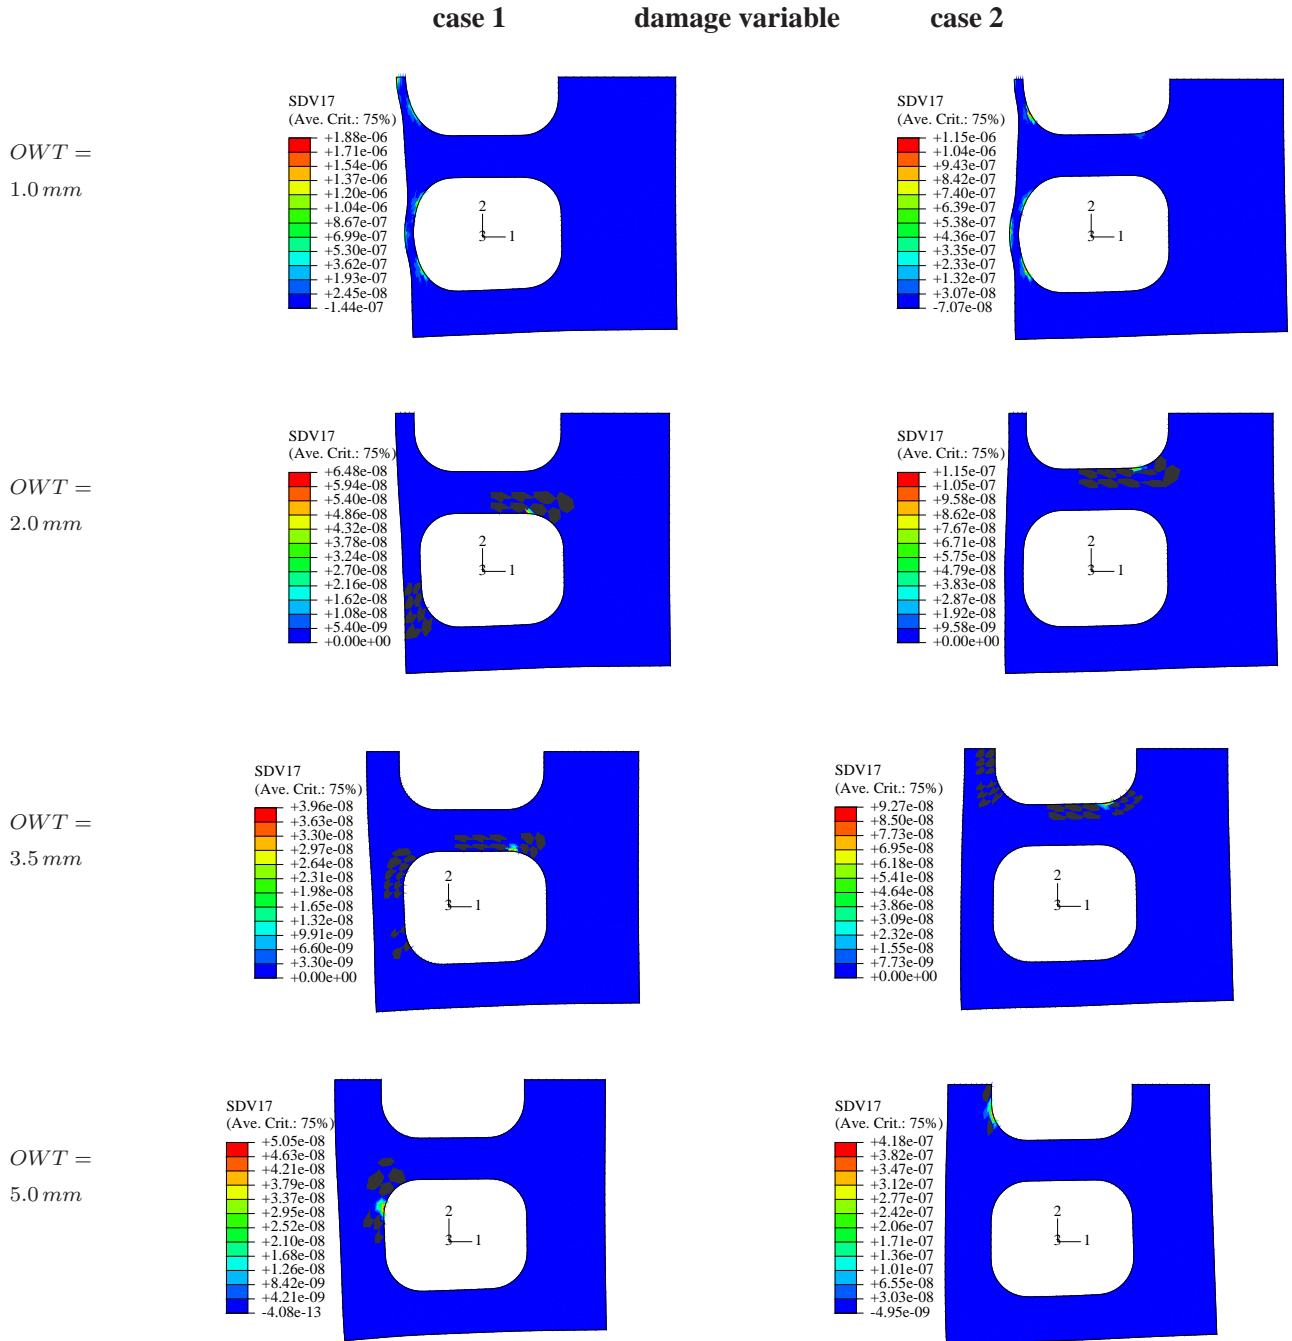 case 1 damage variable case 2
OWT =
1.0 mm
SDV17
(Ave. Crit.: 75%)
+1.88e-06
+1.71e-06
+1.54e-06
+1.37e-06
+1.20e-06
+1.04e-06
+8.67e-07
+6.99e-07
+5.30e-07
+3.62e-07
+1.93e-07
+2.45e-08
-1.44e-07
2
3 1
SDV17
(Ave. Crit.: 75%)
+1.15e-06
+1.04e-06
+9.43e-07
+8.42e-07
+7.40e-07
+6.39e-07
+5.38e-07
+4.36e-07
+3.35e-07
+2.33e-07
+1.32e-07
+3.07e-08
-7.07e-08
2
3 1
OWT =
2.0 mm
SDV17
(Ave. Crit.: 75%)
+6.48e-08
+5.94e-08
+5.40e-08
+4.86e-08
+4.32e-08
+3.78e-08
+3.24e-08
+2.70e-08
+2.16e-08
+1.62e-08
+1.08e-08
+5.40e-09
+0.00e+00
2
3 1
SDV17
(Ave. Crit.: 75%)
+1.15e-07
+1.05e-07
+9.58e-08
+8.62e-08
+7.67e-08
+6.71e-08
+5.75e-08
+4.79e-08
+3.83e-08
+2.87e-08
+1.92e-08
+9.58e-09
+0.00e+00
2
3 1
OWT =
3.5 mm
SDV17
(Ave. Crit.: 75%)
+3.96e-08
+3.63e-08
+3.30e-08
+2.97e-08
+2.64e-08
+2.31e-08
+1.98e-08
+1.65e-08
+1.32e-08
+9.91e-09
+6.60e-09
+3.30e-09
+0.00e+00
2
3 1
SDV17
(Ave. Crit.: 75%)
+9.27e-08
+8.50e-08
+7.73e-08
+6.95e-08
+6.18e-08
+5.41e-08
+4.64e-08
+3.86e-08
+3.09e-08
+2.32e-08
+1.55e-08
+7.73e-09
+0.00e+00
2
3 1
OWT =
5.0 mm
SDV17
(Ave. Crit.: 75%)
+5.05e-08
+4.63e-08
+4.21e-08
+3.79e-08
+3.37e-08
+2.95e-08
+2.52e-08
+2.10e-08
+1.68e-08
+1.26e-08
+8.42e-09
+4.21e-09
-4.08e-13
2
3 1
SDV17
(Ave. Crit.: 75%)
+4.18e-07
+3.82e-07
+3.47e-07
+3.12e-07
+2.77e-07
+2.42e-07
+2.06e-07
+1.71e-07
+1.36e-07
+1.01e-07
+6.55e-08
+3.03e-08
-4.95e-09
2
3 1